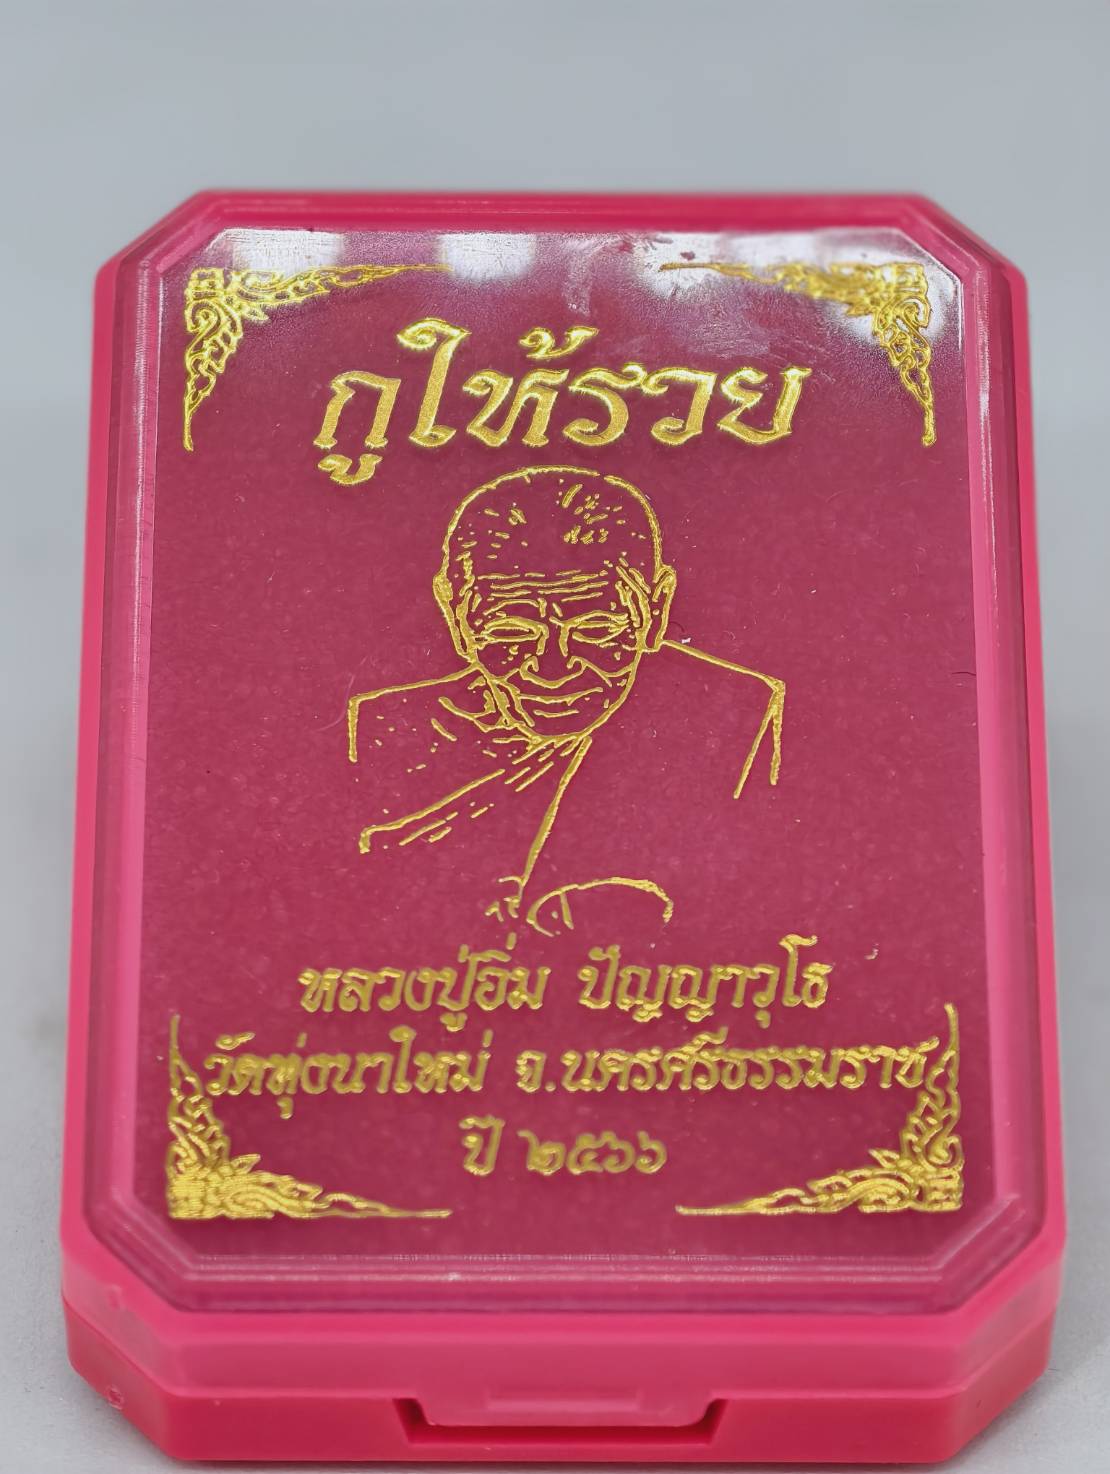 กูให้รวย
หลวงปู่อิ่ม ปัญญาวุโธ
วัดทุ่งนาใหม่ จ.นครศรีธรรมราช
ปี ๒๕๖๖